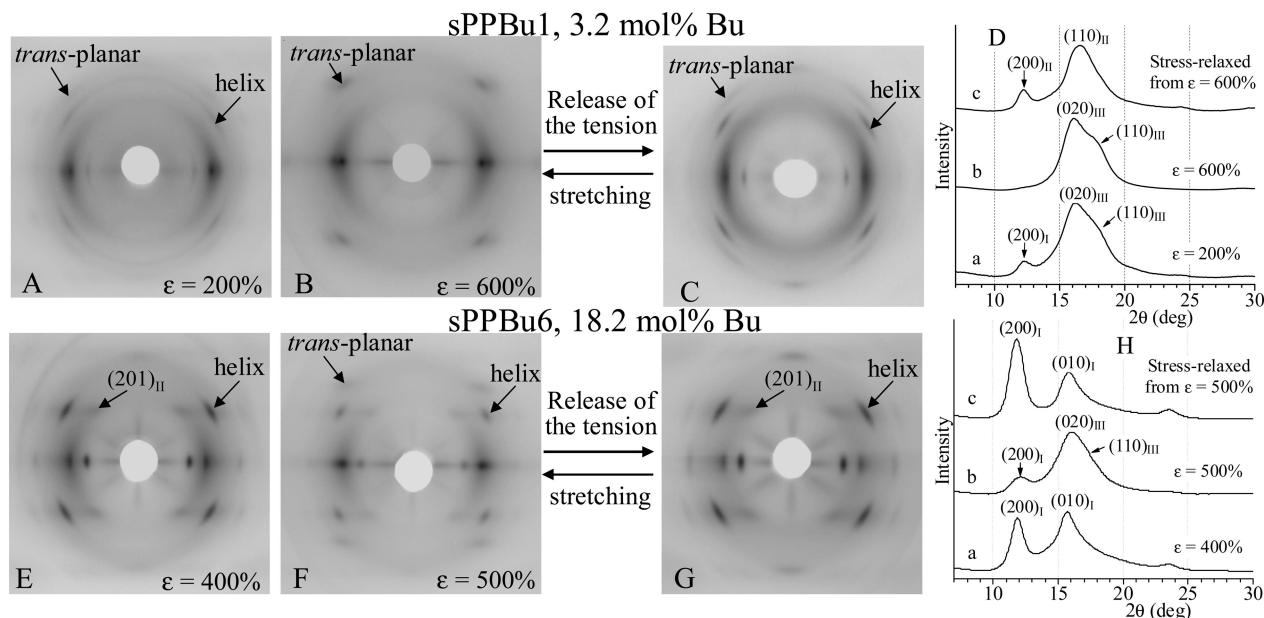 sPPBu1, 3.2 mol% Bu
trans-planar
helix
A
ε = 200%
trans-planar
B
ε = 600%
Release of
the tension
stretching
trans-planar
helix
C
D
(110)II
(200)II
Stress-relaxed
from ε = 600%
c
(020)III
(110)III
b
ε = 600%
(020)III
(110)III
(200)I
a
ε = 200%
Intensity
10 15 20 25 30
2θ (deg)
sPPBu6, 18.2 mol% Bu
(201)II
helix
E
ε = 400%
trans-planar
helix
F
ε = 500%
Release of
the tension
stretching
(201)II
helix
G
H
(200)I
(010)I
Stress-relaxed
from ε = 500%
c
(020)III
(110)III
(200)I
b
ε = 500%
(200)I
(010)I
a
ε = 400%
Intensity
10 15 20 25 30
2θ (deg)